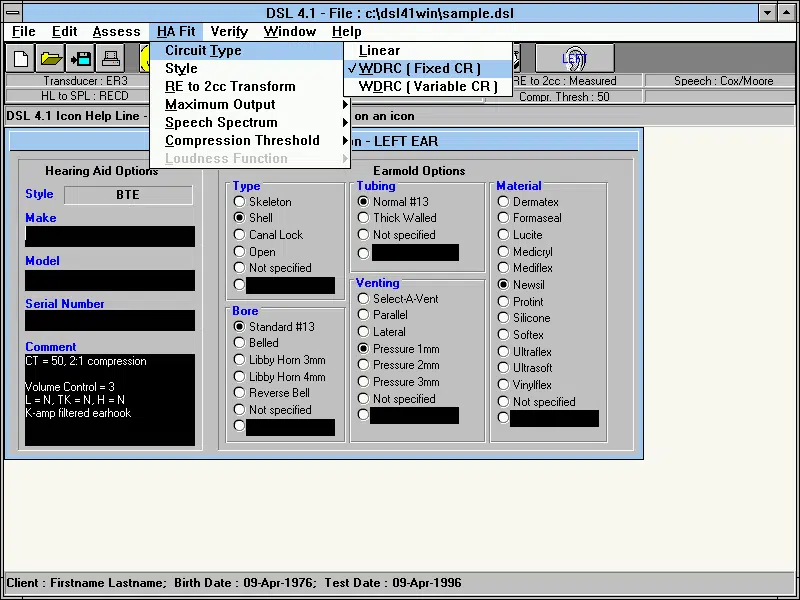 DSL 4.1 - File : c:\dsl41win\sample.dsl
File Edit Assess HA Fit Verify Window Help
Circuit Type
Style
RE to 2cc Transform
Maximum Output
Speech Spectrum
Compression Threshold
Loudness Function
Linear
✓WDRC ( Fixed CR )
WDRC ( Variable CR )
LEFT
Transducer : ER3
RE to 2cc : Measured
Speech : Cox/Moore
HL to SPL : RECD
Compr. Thresh : 50
DSL 4.1 Icon Help Line -
on an icon
- LEFT EAR
Hearing Aid Options
Style BTE
Make
Model
Serial Number
Comment
CT = 50, 2:1 compression
Volume Control = 3
L = N, TK = N, H = N
K-amp filtered earhook
Earmold Options
Type
Skeleton
Shell
Canal Lock
Open
Not specified
Bore
Standard #13
Belled
Libby Horn 3mm
Libby Horn 4mm
Reverse Bell
Not specified
Tubing
Normal #13
Thick Walled
Not specified
Venting
Select-A-Vent
Parallel
Lateral
Pressure 1mm
Pressure 2mm
Pressure 3mm
Not specified
Material
Dermatex
Formaseal
Lucite
Medicryl
Mediflex
Newsil
Protint
Silicone
Softex
Ultraflex
Ultrasoft
Vinylflex
Not specified
Client : Firstname Lastname; Birth Date : 09-Apr-1976; Test Date : 09-Apr-1996